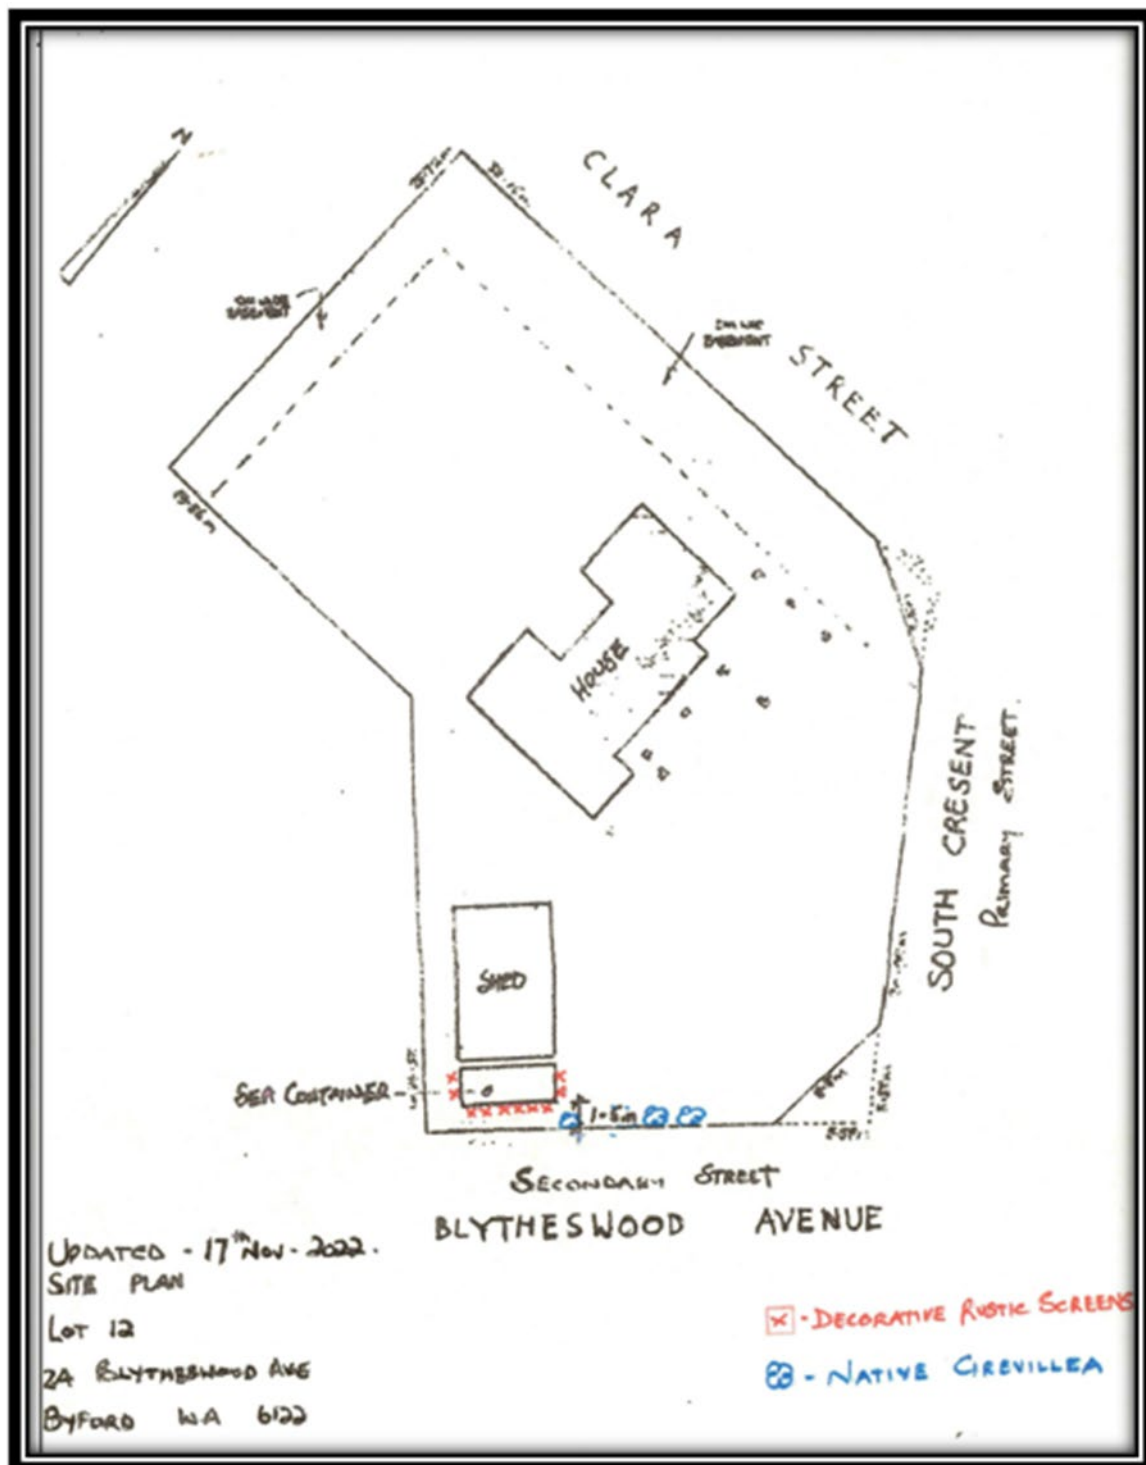 N
CLARA
STREET
HOUSE
SOUTH CRESENT
PRIMARY STREET.
SHED
SEA CONTAINER
1-5m
SECONDARY STREET
BLYTHESWOOD AVENUE
UPDATED - 17th Nov - 2022.
SITE PLAN
LOT 12
2A BLYTHESWOOD AVE
BYFORD WA 6122
x - DECORATIVE RUSTIC SCREENS
- NATIVE GREVILLEA